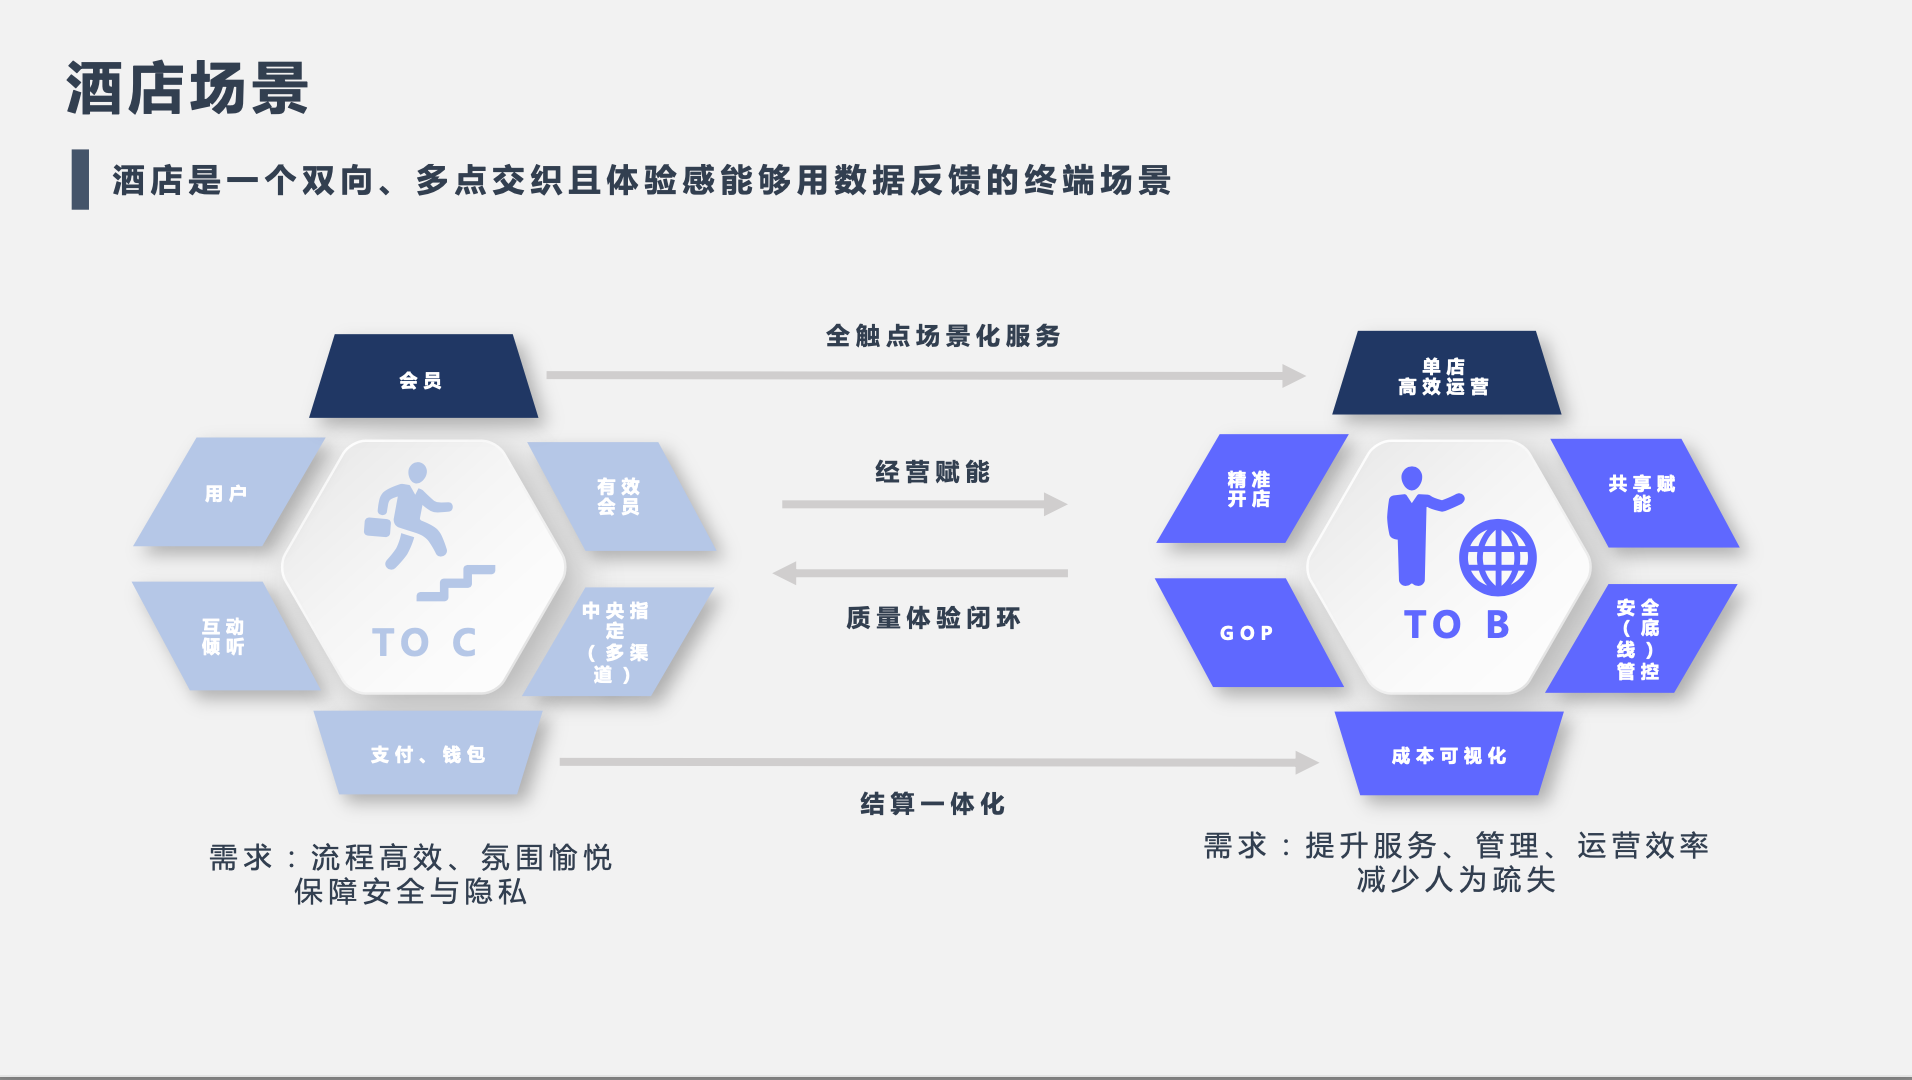 酒店场景
酒店是一个双向、多点交织且体验感能够用数据反馈的终端场景
会员
用户
有效
会员
互动
倾听
中央指
定
（多渠
道）
支付、钱包
TO C
全触点场景化服务
经营赋能
质量体验闭环
结算一体化
单店
高效运营
精准
开店
共享赋
能
GOP
安全
（底
线）
管控
成本可视化
TO B
需求：流程高效、氛围愉悦
保障安全与隐私
需求：提升服务、管理、运营效率
减少人为疏失